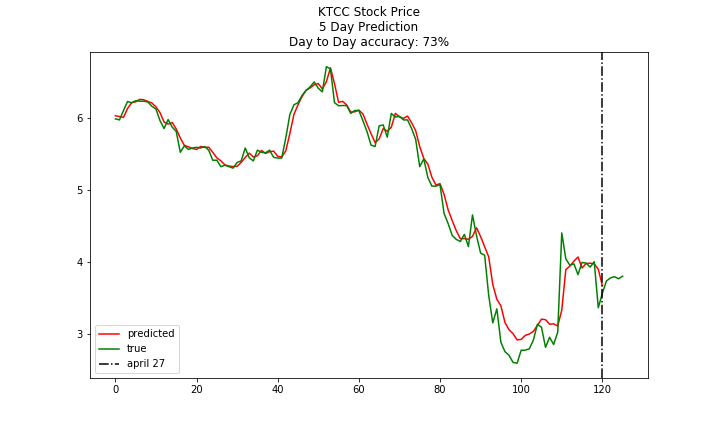 KTCC Stock Price
5 Day Prediction
Day to Day accuracy: 73%
6
5
4
3
predicted
true
april 27
0 20 40 60 80 100 120